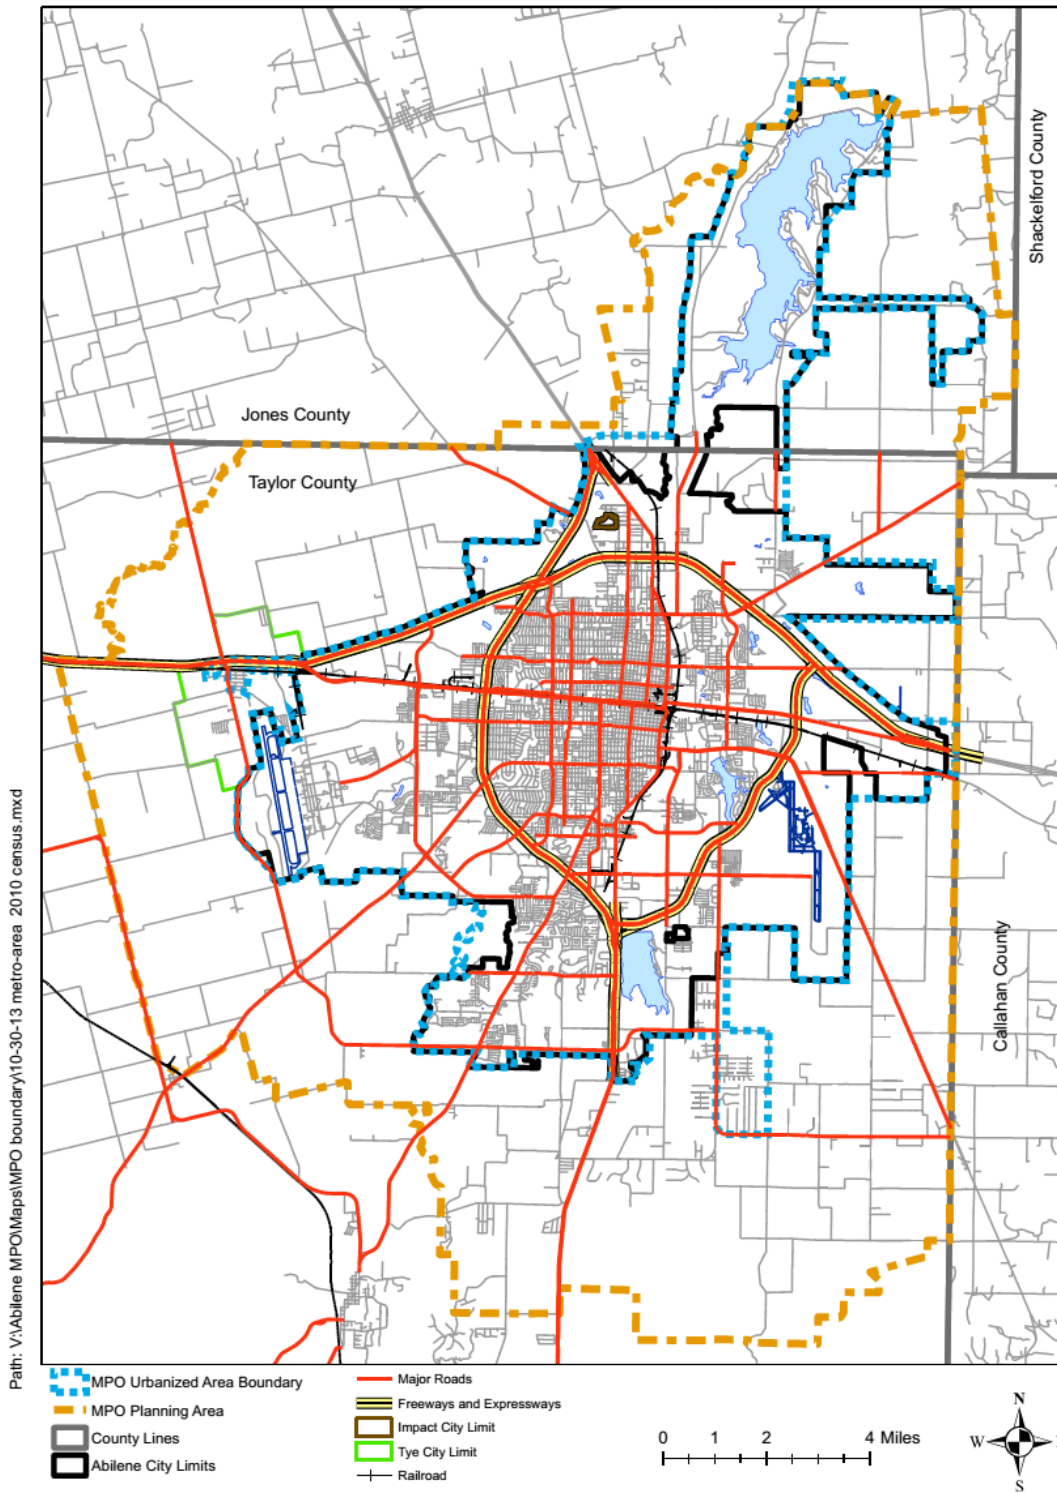 Shackelford County
Jones County
Taylor County
Callahan County
Path: V:\Abilene MPO\Maps\MPO boundary\10-30-13 metro-area 2010 census.mxd
MPO Urbanized Area Boundary
MPO Planning Area
County Lines
Abilene City Limits
Major Roads
Freeways and Expressways
Impact City Limit
Tye City Limit
Railroad
0 1 2 4 Miles
N
W
S